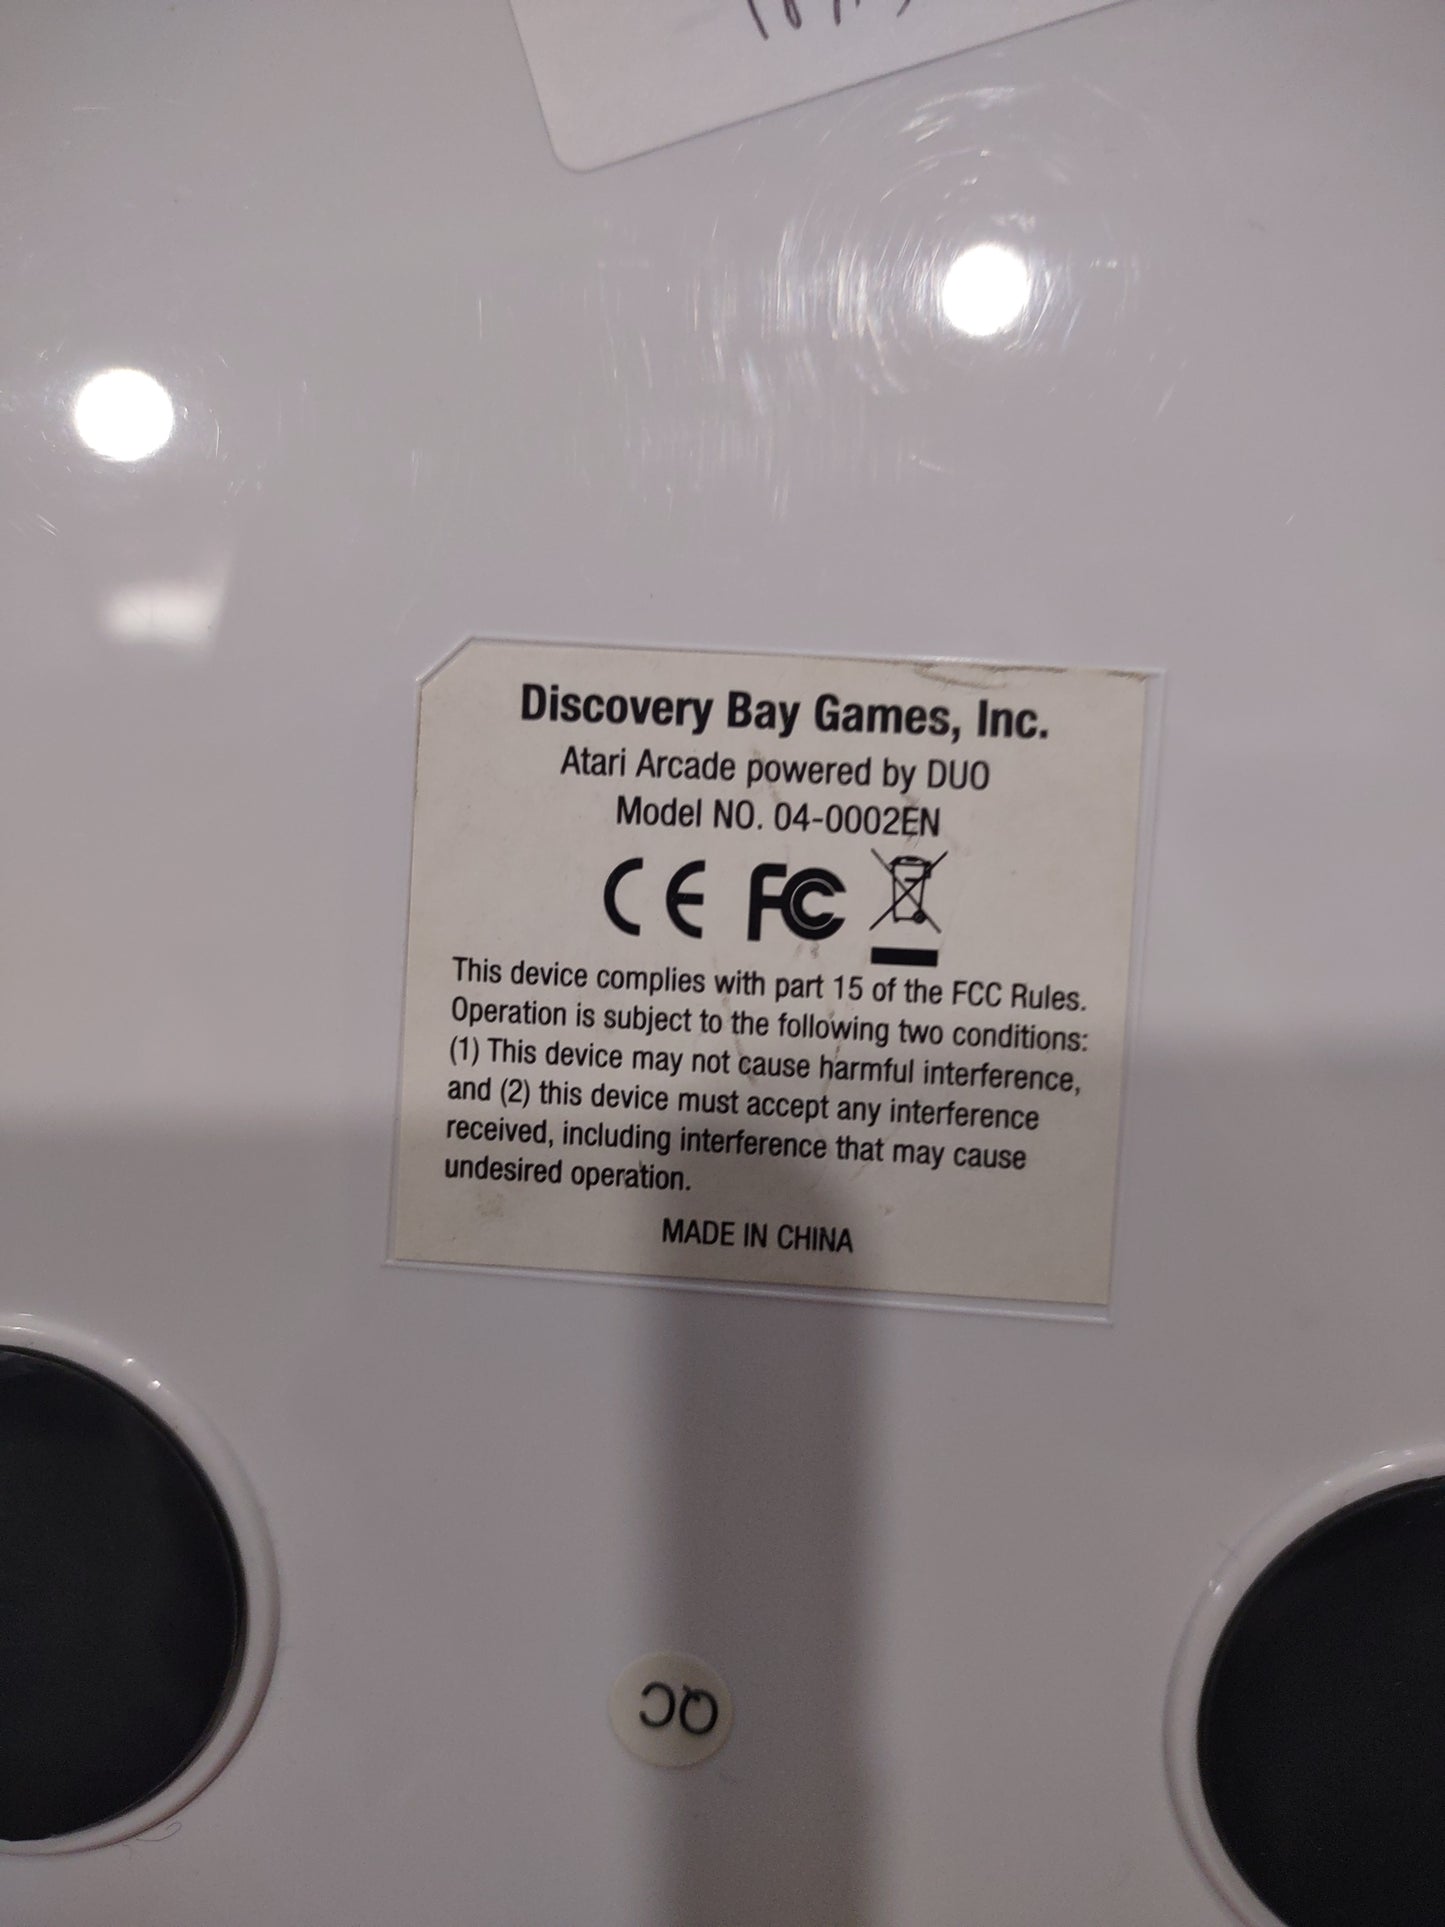 Discovery Bay Games, Inc.
Atari Arcade powered by DUO
Model NO. 04-0002EN
CE FC
This device complies with part 15 of the FCC Rules.
Operation is subject to the following two conditions:
(1) This device may not cause harmful interference,
and (2) this device must accept any interference
received, including interference that may cause
undesired operation.
MADE IN CHINA
QC